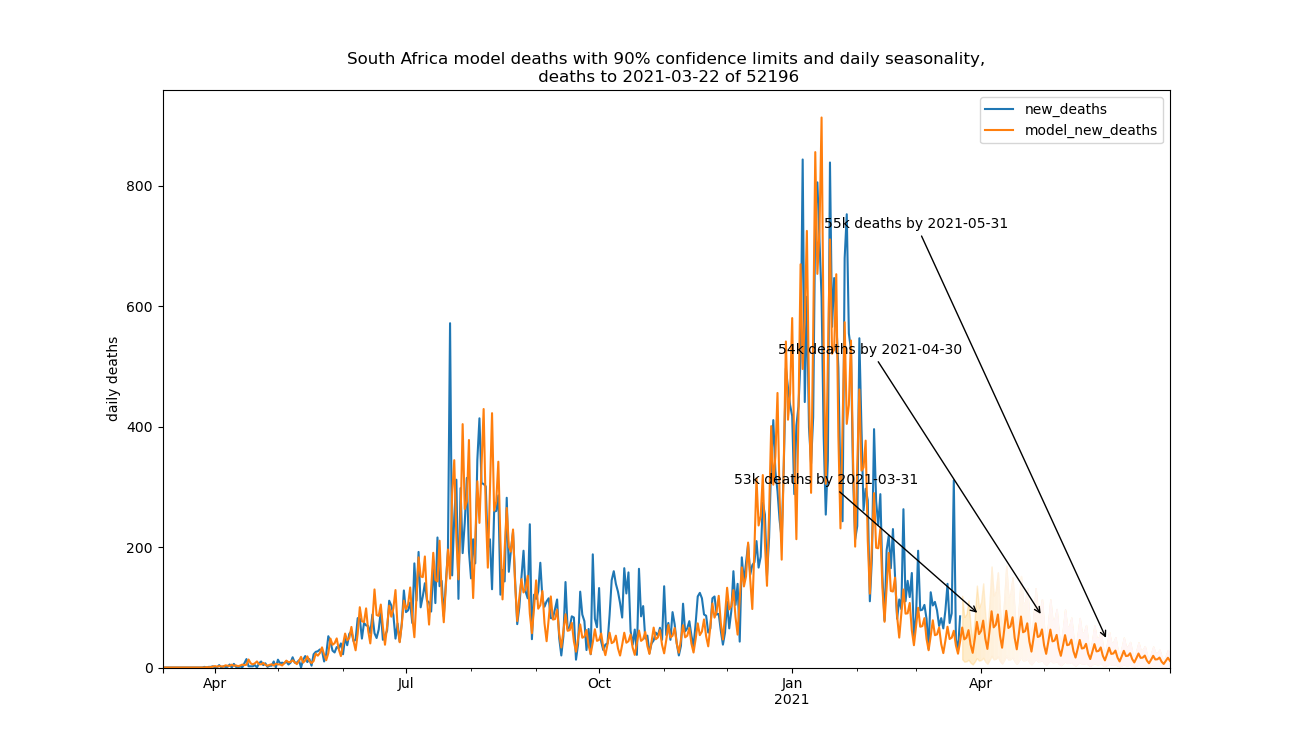 South Africa model deaths with 90% confidence limits and daily seasonality,
deaths to 2021-03-22 of 52196
new_deaths
model_new_deaths
daily deaths
800
600
400
200
0
55k deaths by 2021-05-31
54k deaths by 2021-04-30
53k deaths by 2021-03-31
Apr
Jul
Oct
Jan
2021
Apr